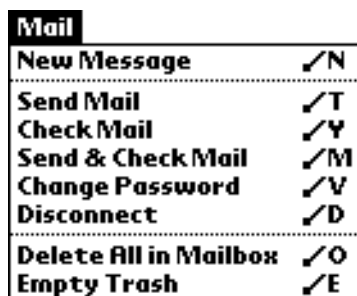 Mail
New Message /N
Send Mail /T
Check Mail /Y
Send & Check Mail /M
Change Password /V
Disconnect /D
Delete All in Mailbox /O
Empty Trash /E